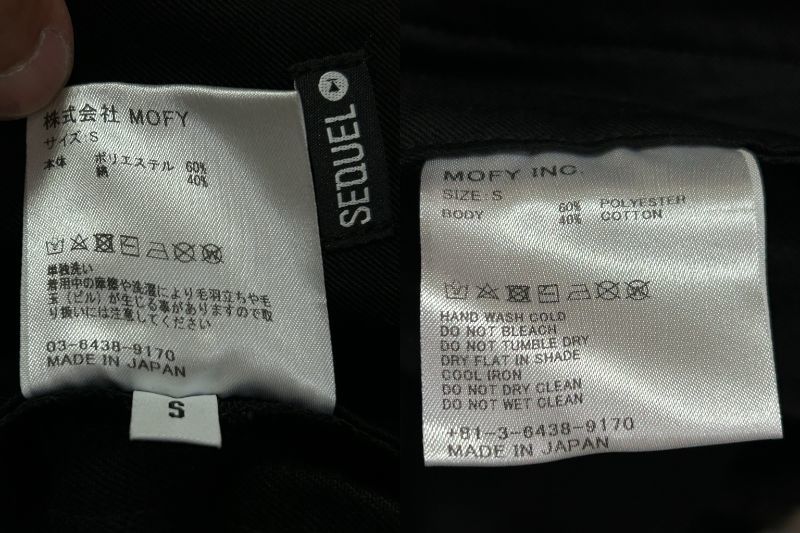 株式会社 MOFY
サイズ:S
本体 ポリエステル 60%
綿 40%
単独洗い
着用中の摩擦や洗濯により毛羽立ちや毛
玉(ピル)が生じる事がありますので取
り扱いには注意してください
03-6438-9170
MADE IN JAPAN
S
SEQUEL
MOFY INC.
SIZE: S
BODY 60% POLYESTER
40% COTTON
HAND WASH COLD
DO NOT BLEACH
DO NOT TUMBLE DRY
DRY FLAT IN SHADE
COOL IRON
DO NOT DRY CLEAN
DO NOT WET CLEAN
+81-3-6438-9170
MADE IN JAPAN